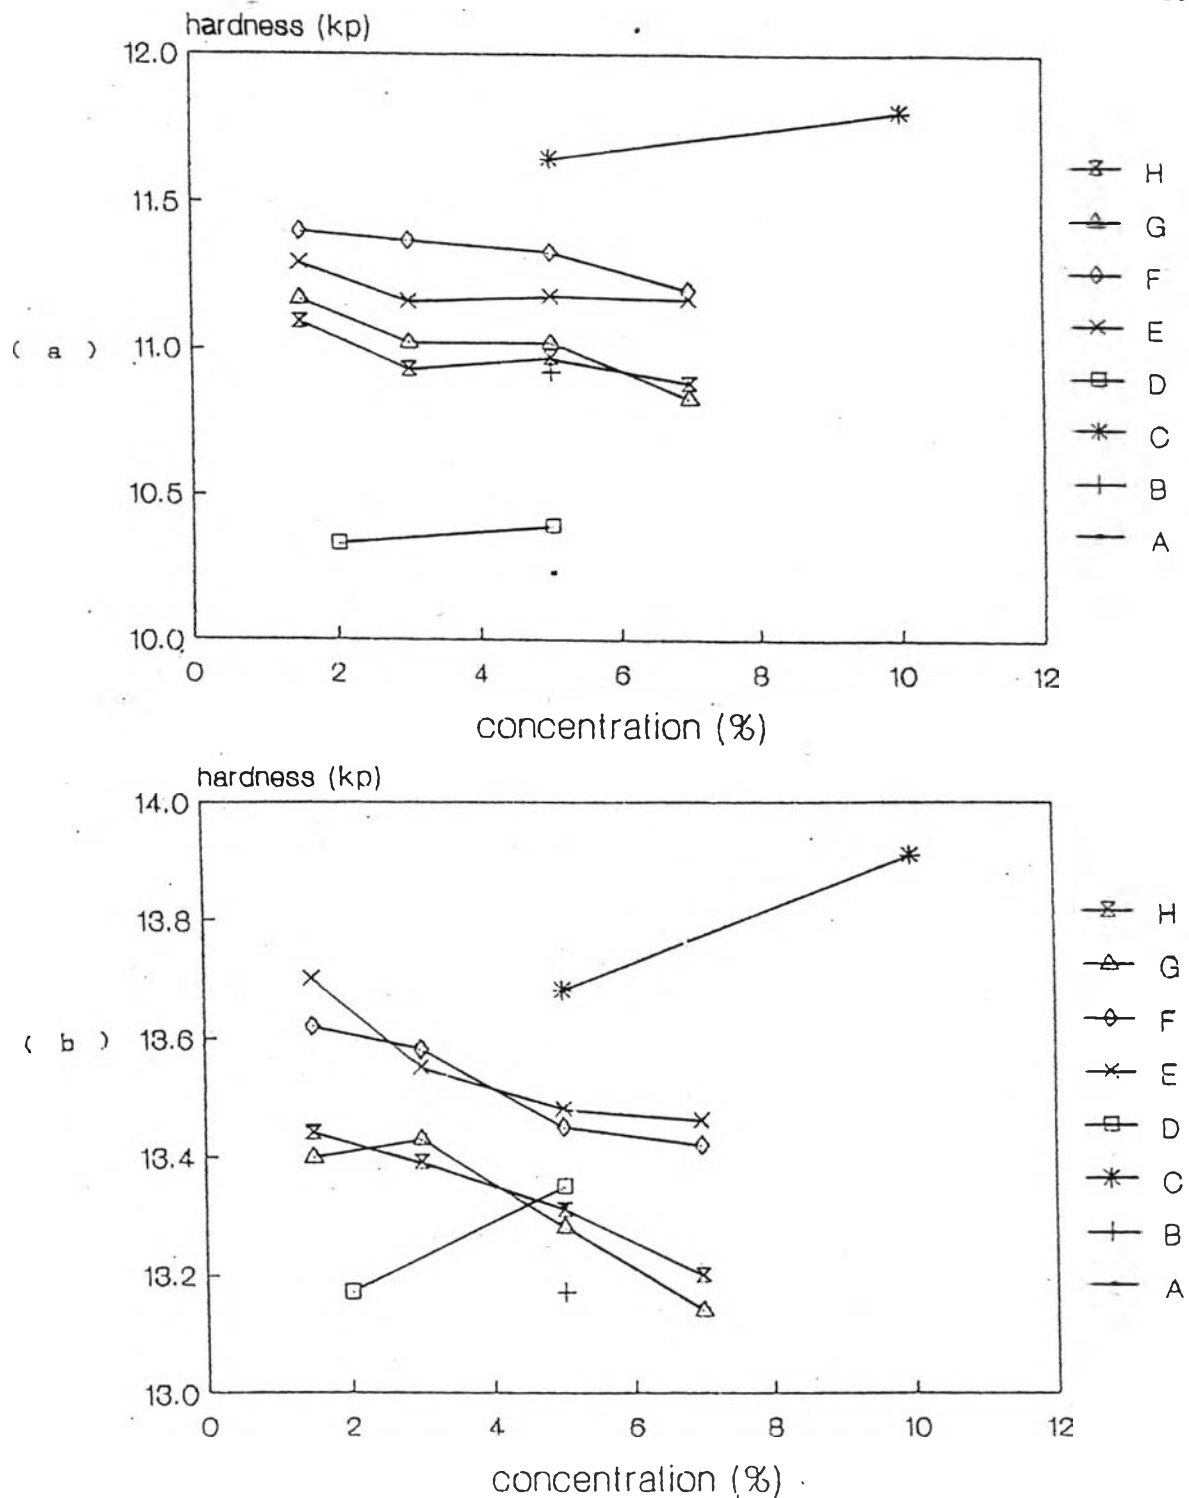 hardness (kp)
12.0
11.5
11.0
10.5
10.0
0 2 4 6 8 10 12
concentration (%)
( a )
H
G
F
E
D
C
B
A
hardness (kp)
14.0
13.8
13.6
13.4
13.2
13.0
0 2 4 6 8 10 12
concentration (%)
( b )
H
G
F
E
D
C
B
A